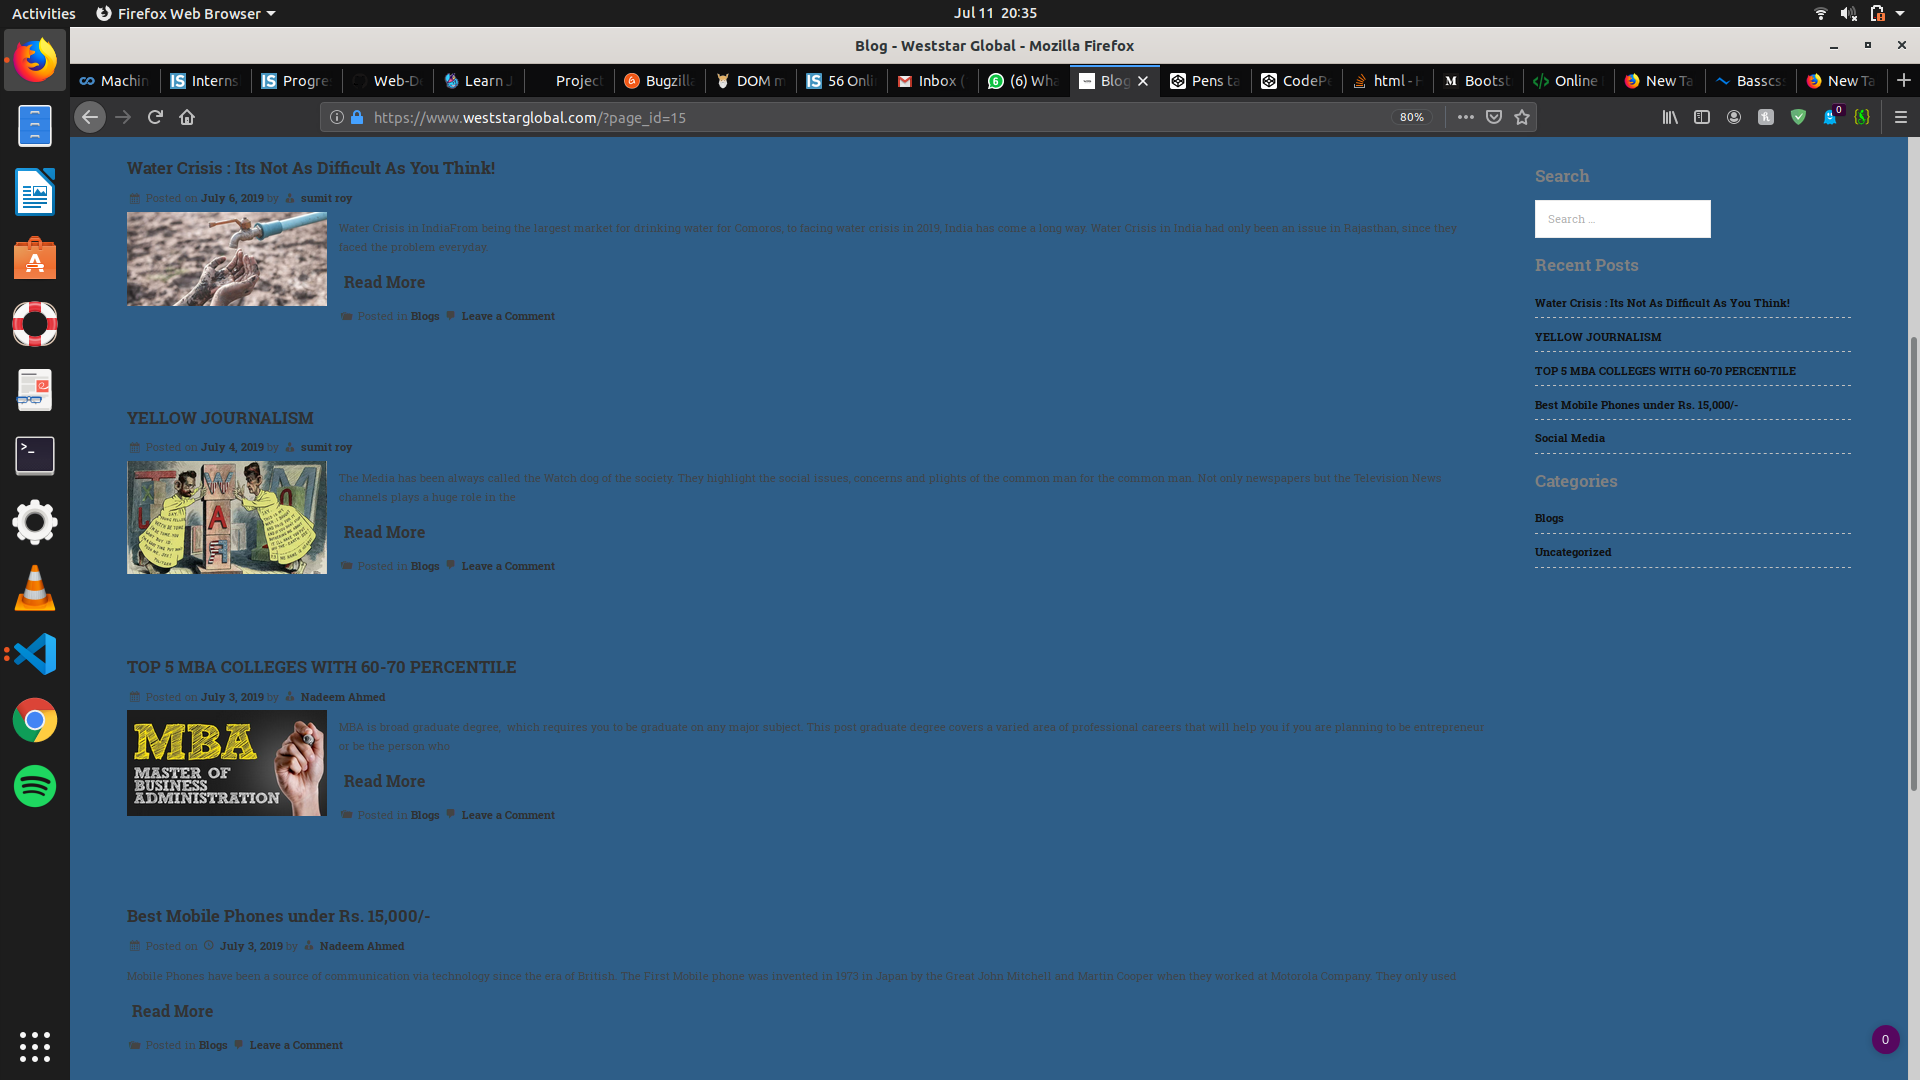 Activities
Firefox Web Browser
Jul 11 20:35
Blog - Weststar Global - Mozilla Firefox
Machin
Interns
Progre
Web-De
Learn J
Project
Bugzilla
DOM m
56 Onli
Inbox (
(6) Wha
Blog
Pens ta
CodePe
html - H
Bootst
Online
New Ta
Basscss
New Ta
https://www.weststarglobal.com/?page_id=15
80%
0
Water Crisis : Its Not As Difficult As You Think!
Posted on July 6, 2019 by sumit roy
Water Crisis in IndiaFrom being the largest market for drinking water for Comoros, to facing water crisis in 2019, India has come a long way. Water Crisis in India had only been an issue in Rajasthan, since they
faced the problem everyday.
Read More
Posted in Blogs Leave a Comment
YELLOW JOURNALISM
Posted on July 4, 2019 by sumit roy
The Media has been always called the Watch dog of the society. They highlight the social issues, concerns and plights of the common man for the common man. Not only newspapers but the Television News
channels plays a huge role in the
Read More
Posted in Blogs Leave a Comment
TOP 5 MBA COLLEGES WITH 60-70 PERCENTILE
Posted on July 3, 2019 by Nadeem Ahmed
MBA
MASTER OF
BUSINESS
ADMINISTRATION
MBA is broad graduate degree, which requires you to be graduate on any major subject. This post graduate degree covers a varied area of professional careers that will help you if you are planning to be entrepreneur
or be the person who
Read More
Posted in Blogs Leave a Comment
Best Mobile Phones under Rs. 15,000/-
Posted on July 3, 2019 by Nadeem Ahmed
Mobile Phones have been a source of communication via technology since the era of British. The First Mobile phone was invented in 1973 in Japan by the Great John Mitchell and Martin Cooper when they worked at Motorola Company. They only used
Read More
Posted in Blogs Leave a Comment
Search
Search ...
Recent Posts
Water Crisis : Its Not As Difficult As You Think!
YELLOW JOURNALISM
TOP 5 MBA COLLEGES WITH 60-70 PERCENTILE
Best Mobile Phones under Rs. 15,000/-
Social Media
Categories
Blogs
Uncategorized
0